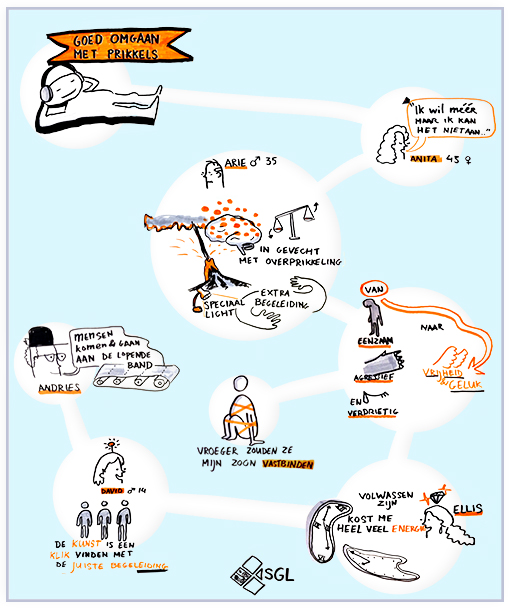 GOED OMGAAN
MET PRIKKELS
"Ik wil méér
MAAR IK KAN
HET NIET AAN.."
ANITA 43 ♀
ARIE ♂ 35
IN GEVECHT
MET OVERPRIKKELING
SPECIAAL
LICHT
EXTRA
BEGELEIDING
VAN
EENZAAM
AGRESSIEF
EN
VERDRIETIG
NAAR
VRIJHEID
GELUK
MENSEN
KOMEN & GAAN
AAN DE LOPENDE
BAND
ANDRIES
VROEGER ZOUDEN ZE
MIJN ZOON VASTBINDEN
DAVID ♂ 14
DE KUNST IS EEN
KLIK VINDEN MET
DE JUISTE BEGELEIDING
VOLWASSEN
ZIJN
KOST ME
HEEL VEEL ENERGIE
ELLIS
SGL